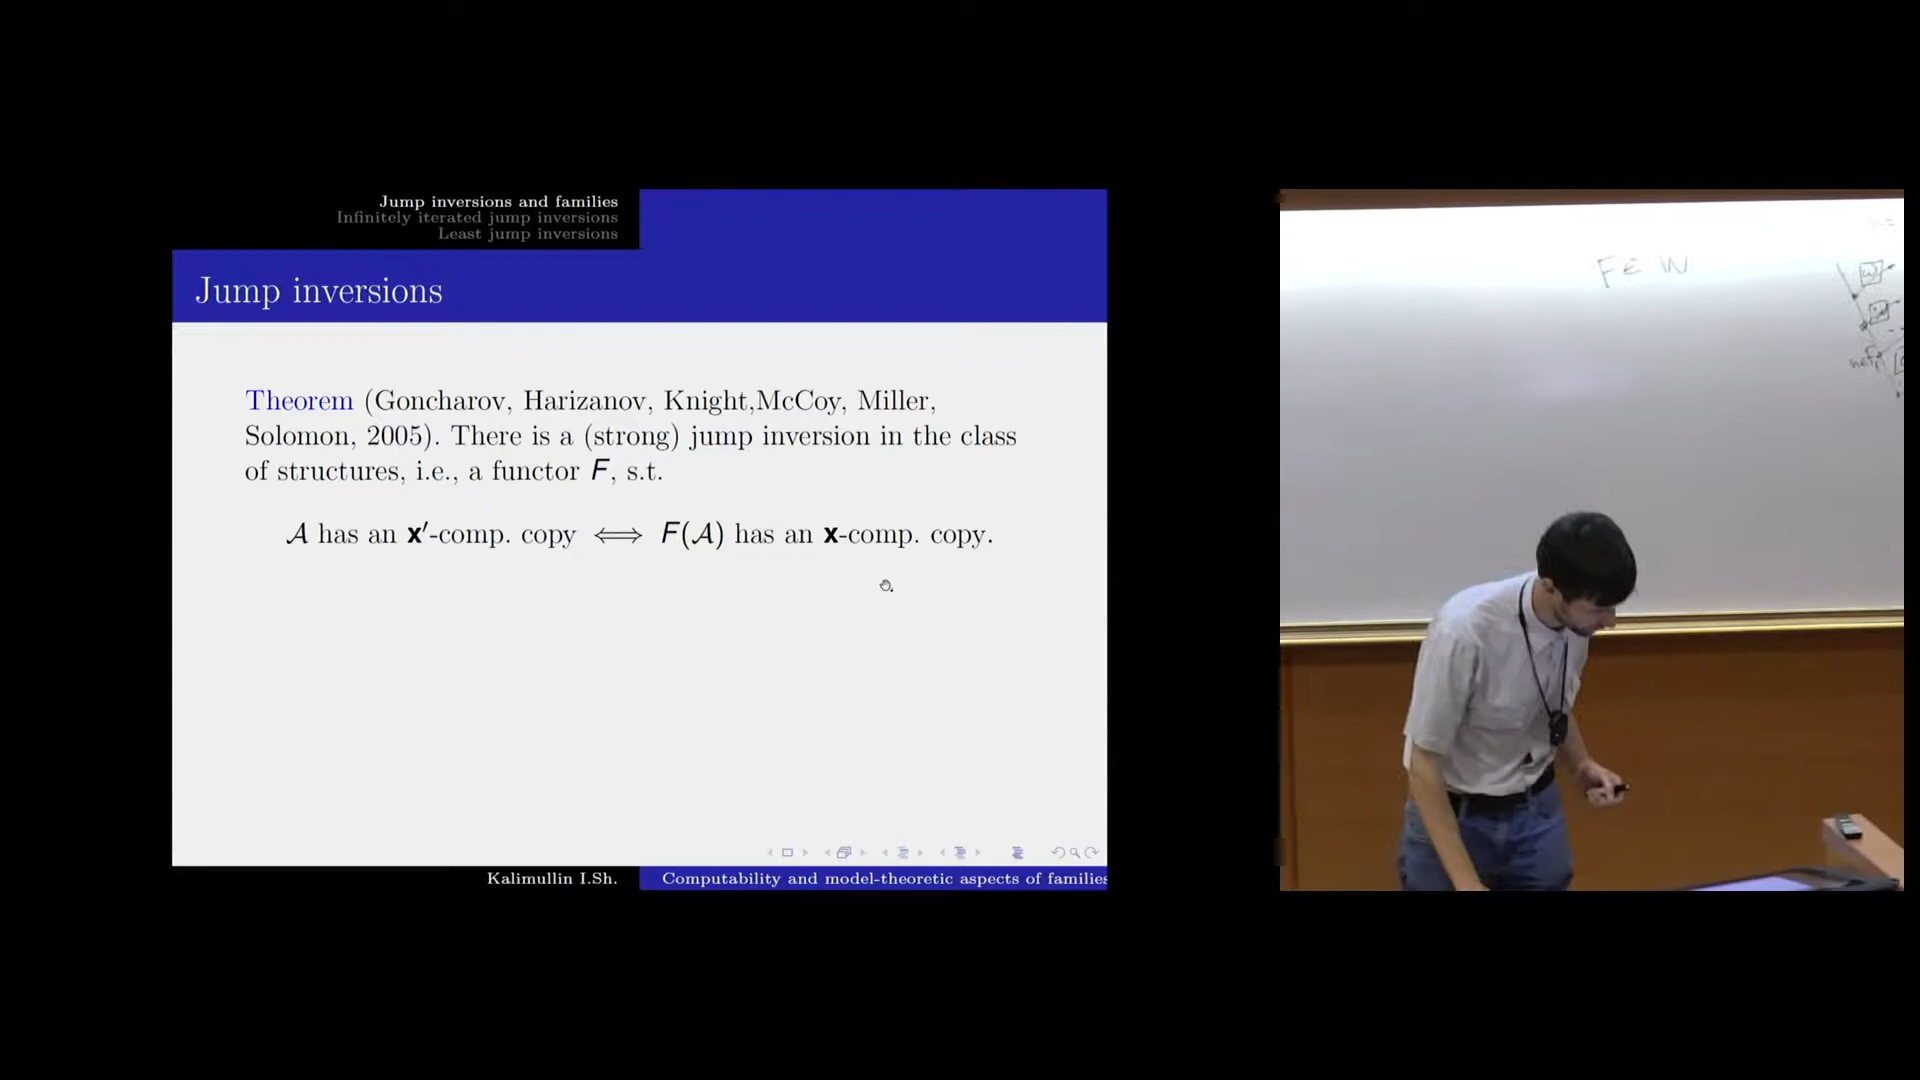 Jump inversions and families
Infinitely iterated jump inversions
Least jump inversions
Jump inversions
Theorem (Goncharov, Harizanov, Knight,McCoy, Miller,
Solomon, 2005). There is a (strong) jump inversion in the class
of structures, i.e., a functor F, s.t.
𝒜 has an x′-comp. copy ⟺ F(𝒜) has an x-comp. copy.
Kalimullin I.Sh.
Computability and model-theoretic aspects of families
F∈ W